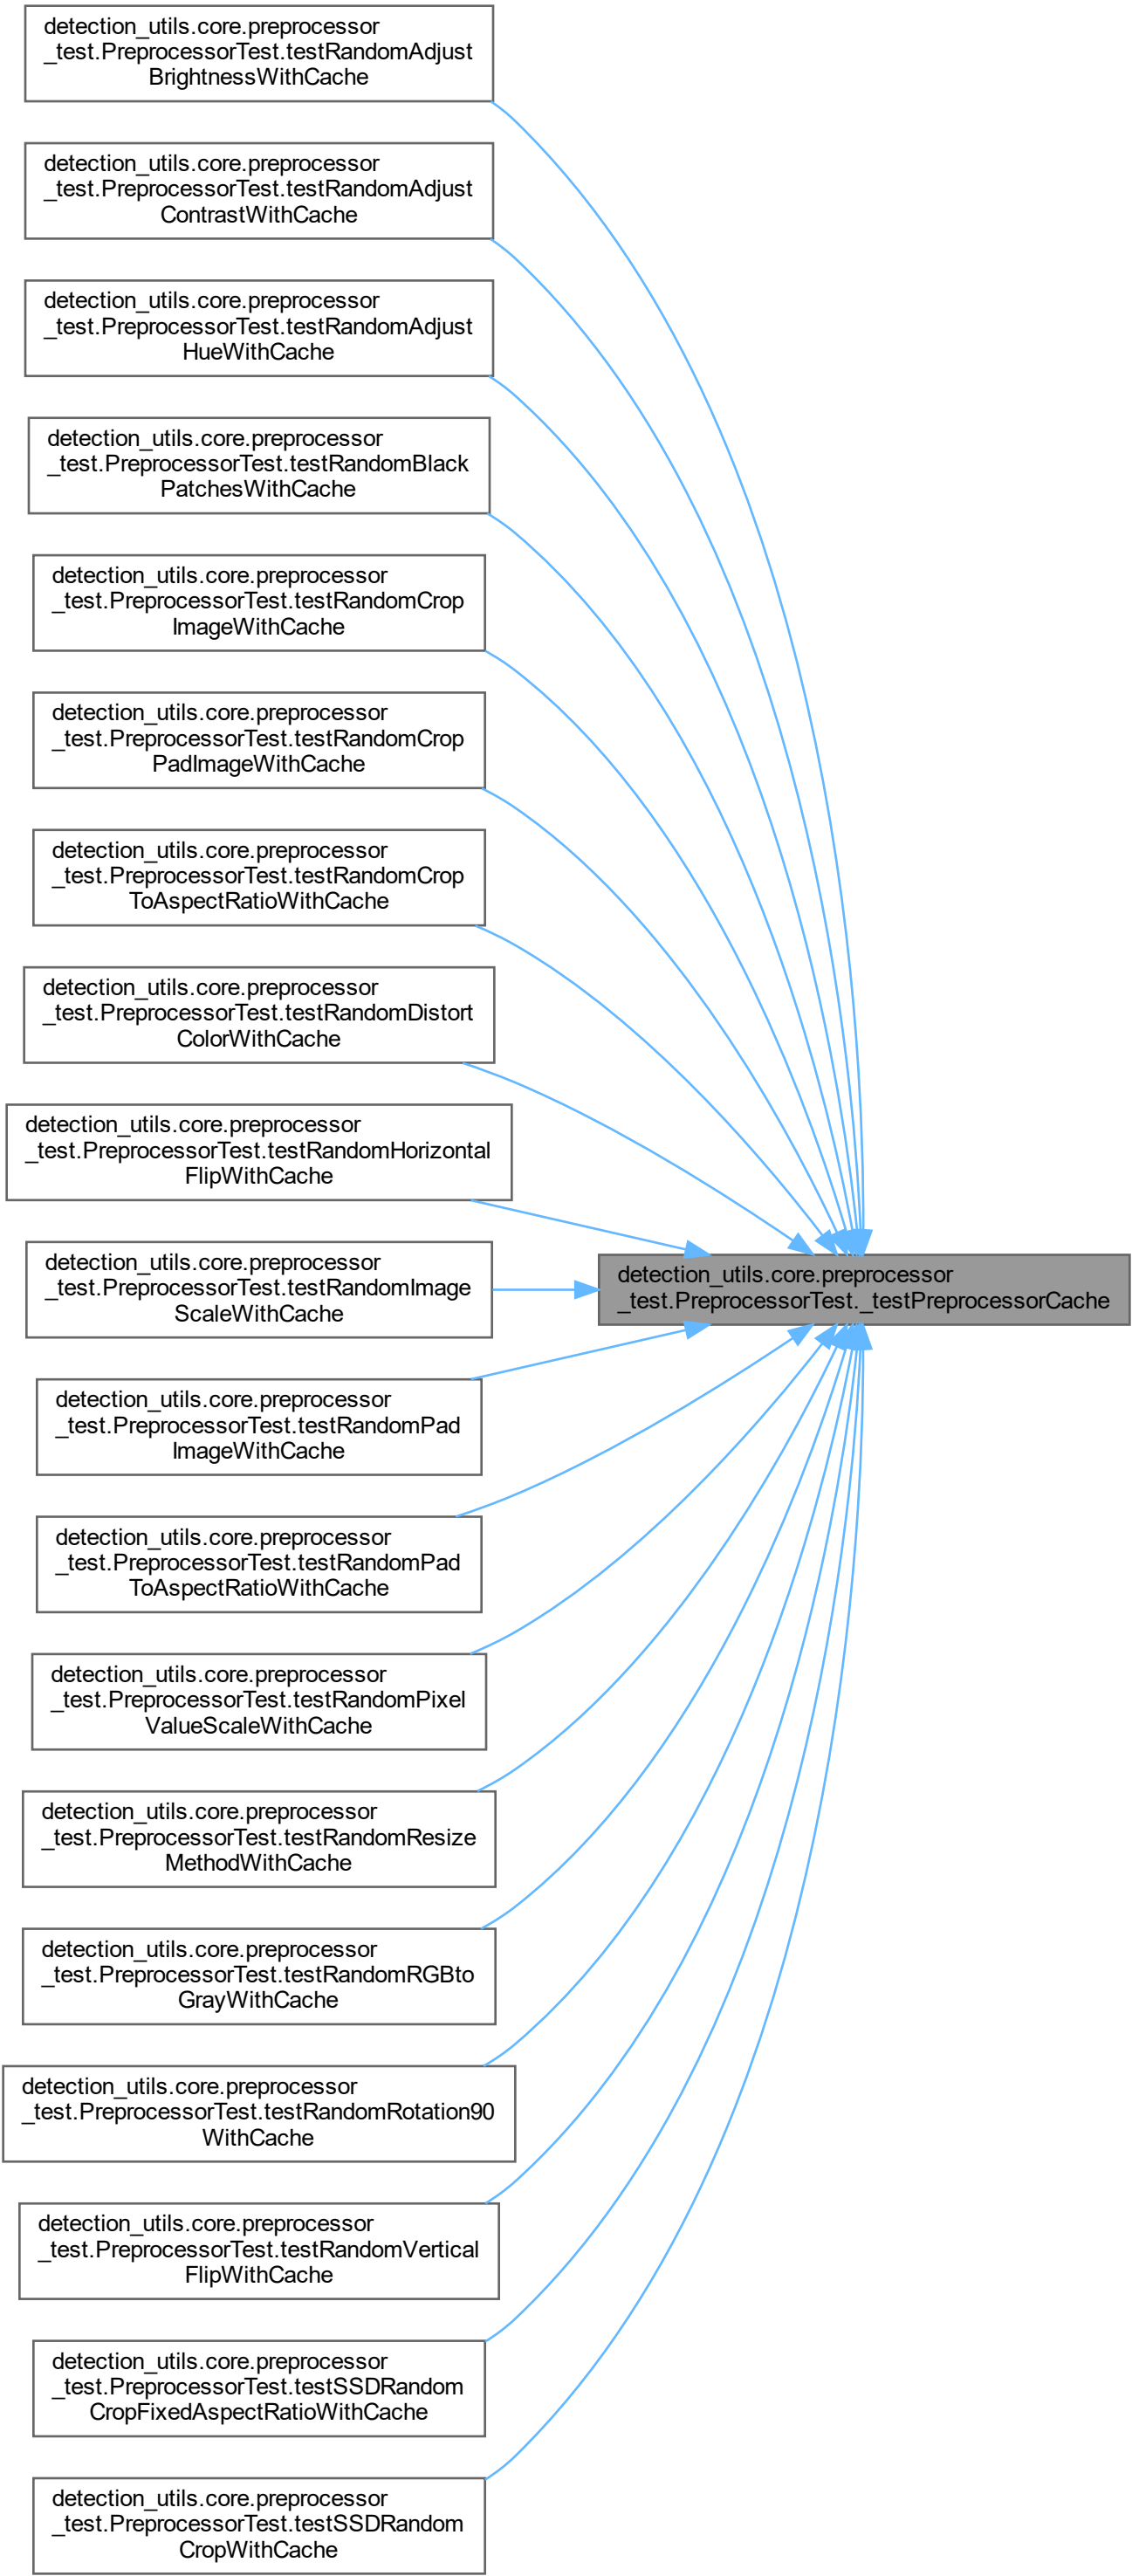 detection_utils.core.preprocessor
_test.PreprocessorTest.testRandomAdjust
BrightnessWithCache
detection_utils.core.preprocessor
_test.PreprocessorTest.testRandomAdjust
ContrastWithCache
detection_utils.core.preprocessor
_test.PreprocessorTest.testRandomAdjust
HueWithCache
detection_utils.core.preprocessor
_test.PreprocessorTest.testRandomBlack
PatchesWithCache
detection_utils.core.preprocessor
_test.PreprocessorTest.testRandomCrop
ImageWithCache
detection_utils.core.preprocessor
_test.PreprocessorTest.testRandomCrop
PadImageWithCache
detection_utils.core.preprocessor
_test.PreprocessorTest.testRandomCrop
ToAspectRatioWithCache
detection_utils.core.preprocessor
_test.PreprocessorTest.testRandomDistort
ColorWithCache
detection_utils.core.preprocessor
_test.PreprocessorTest.testRandomHorizontal
FlipWithCache
detection_utils.core.preprocessor
_test.PreprocessorTest.testRandomImage
ScaleWithCache
detection_utils.core.preprocessor
_test.PreprocessorTest._testPreprocessorCache
detection_utils.core.preprocessor
_test.PreprocessorTest.testRandomPad
ImageWithCache
detection_utils.core.preprocessor
_test.PreprocessorTest.testRandomPad
ToAspectRatioWithCache
detection_utils.core.preprocessor
_test.PreprocessorTest.testRandomPixel
ValueScaleWithCache
detection_utils.core.preprocessor
_test.PreprocessorTest.testRandomResize
MethodWithCache
detection_utils.core.preprocessor
_test.PreprocessorTest.testRandomRGBto
GrayWithCache
detection_utils.core.preprocessor
_test.PreprocessorTest.testRandomRotation90
WithCache
detection_utils.core.preprocessor
_test.PreprocessorTest.testRandomVertical
FlipWithCache
detection_utils.core.preprocessor
_test.PreprocessorTest.testSSDRandom
CropFixedAspectRatioWithCache
detection_utils.core.preprocessor
_test.PreprocessorTest.testSSDRandom
CropWithCache